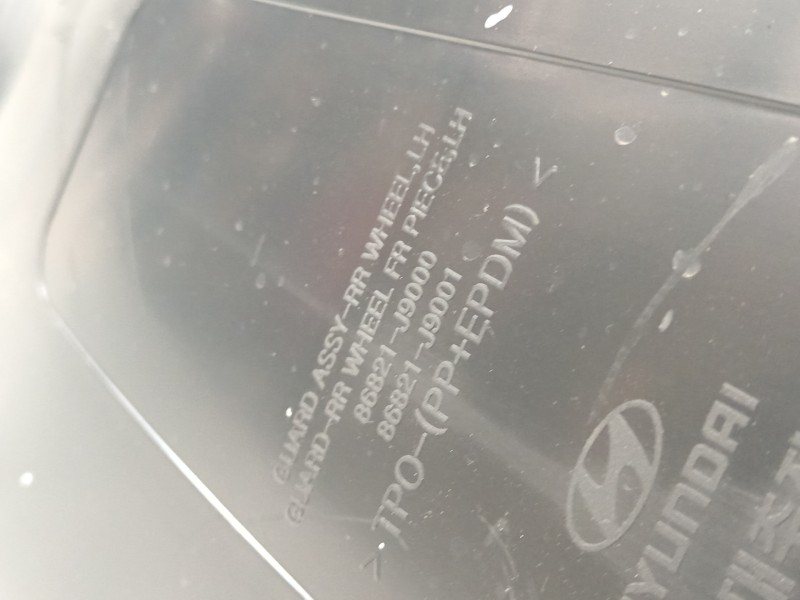 GUARD ASSY-RR WHEEL, LH
GUARD-RR WHEEL FR PIECE, LH
86821-J9000
86821-J9001
>TPO-(PP+EPDM)<
HYUNDAI